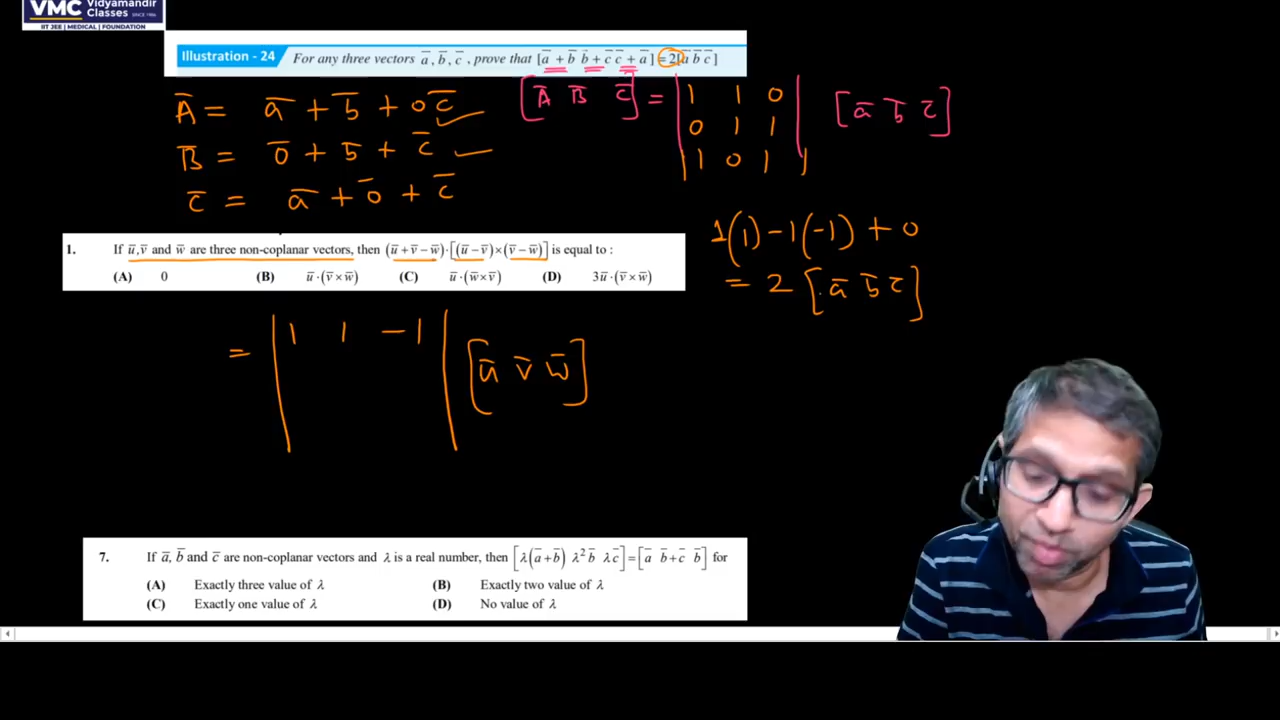 VMC Vidyamandir Classes SINCE 1986
IIT JEE | MEDICAL | FOUNDATION
Illustration - 24 For any three vectors a̅, b̅, c̅, prove that [a̅ + b̅ b̅ + c̅ c̅ + a̅] = 2[a̅ b̅ c̅]
A̅ = a̅ + b̅ + 0c̅
B̅ = 0̅ + b̅ + c̅
c̅ = a̅ + 0̅ + c̅
[A̅ B̅ C̅] = | 1 1 0 | [a̅ b̅ c̅]
0 1 1
| 1 0 1 |
1(1) - 1(-1) + 0
= 2 [a̅ b̅ c̅]
1. If u̅, v̅ and w̅ are three non-coplanar vectors, then (u̅ + v̅ − w̅)·[(u̅ − v̅)×(v̅ − w̅)] is equal to :
(A) 0 (B) u̅·(v̅×w̅) (C) u̅·(w̅×v̅) (D) 3u̅·(v̅×w̅)
= | 1 1 -1 | [u̅ v̅ w̅]
7. If a̅, b̅ and c̅ are non-coplanar vectors and λ is a real number, then [λ(a̅+b̅) λ²b̅ λc̅] = [a̅ b̅+c̅ b̅] for
(A) Exactly three value of λ (B) Exactly two value of λ
(C) Exactly one value of λ (D) No value of λ